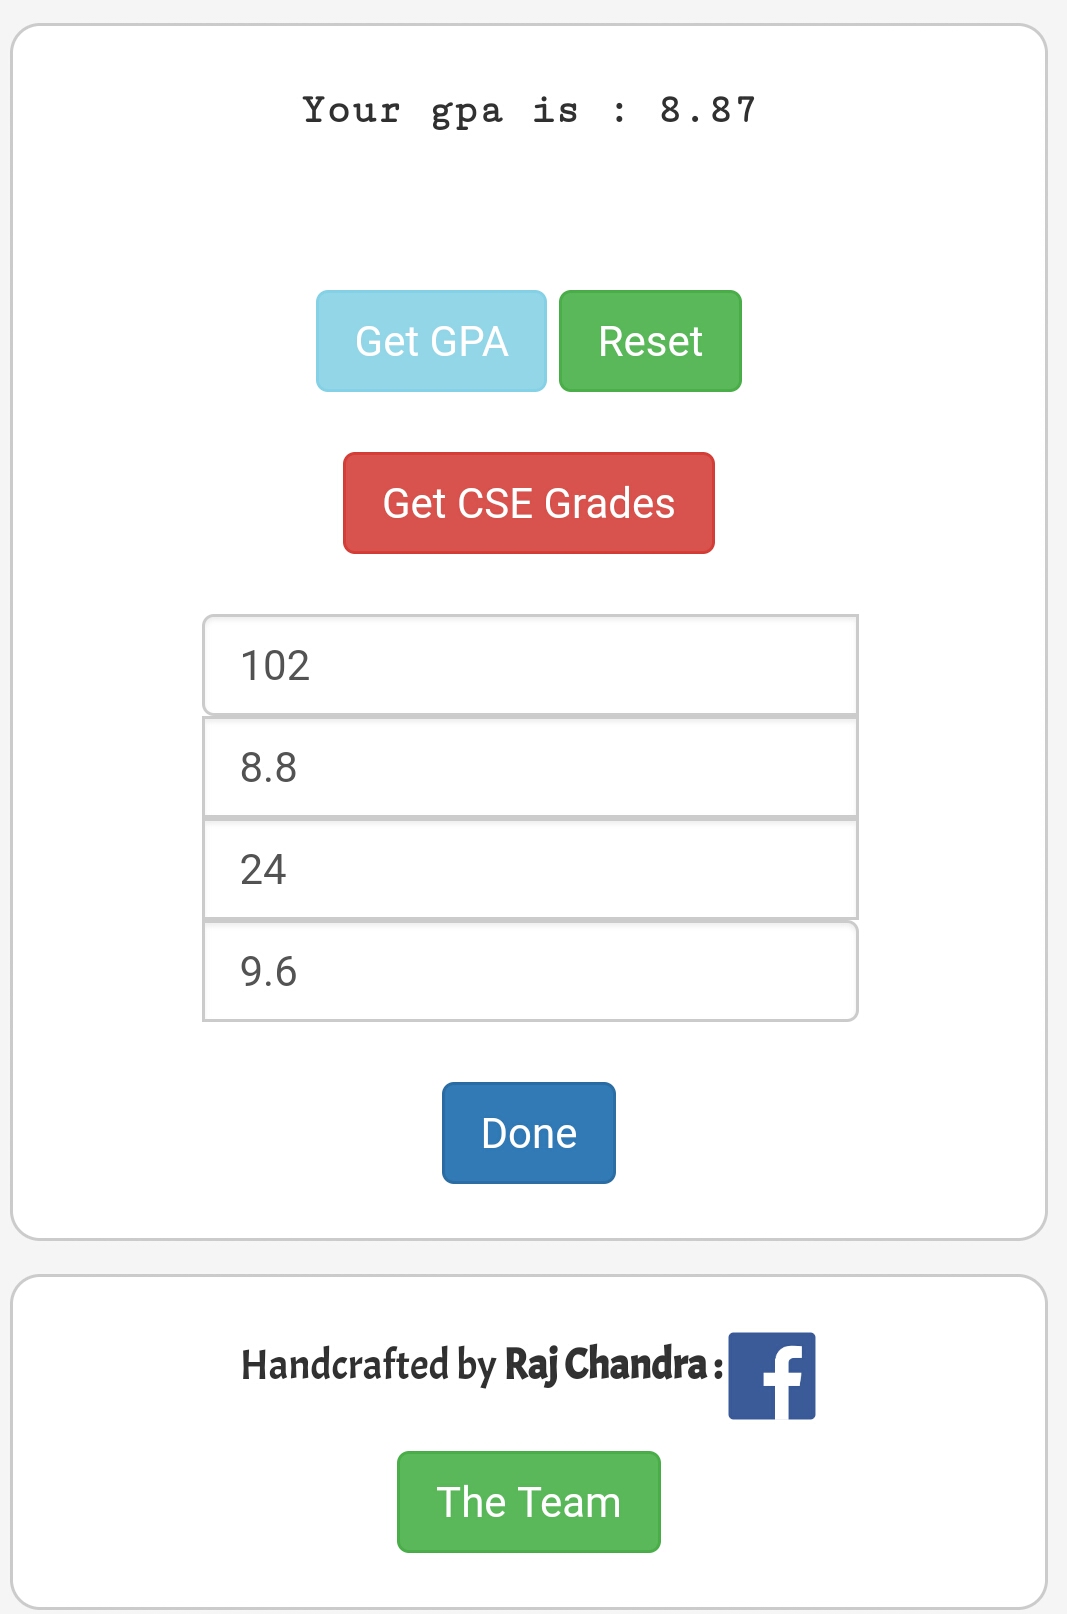 Your gpa is : 8.87
Get GPA Reset
Get CSE Grades
102
8.8
24
9.6
Done
Handcrafted by Raj Chandra :
The Team